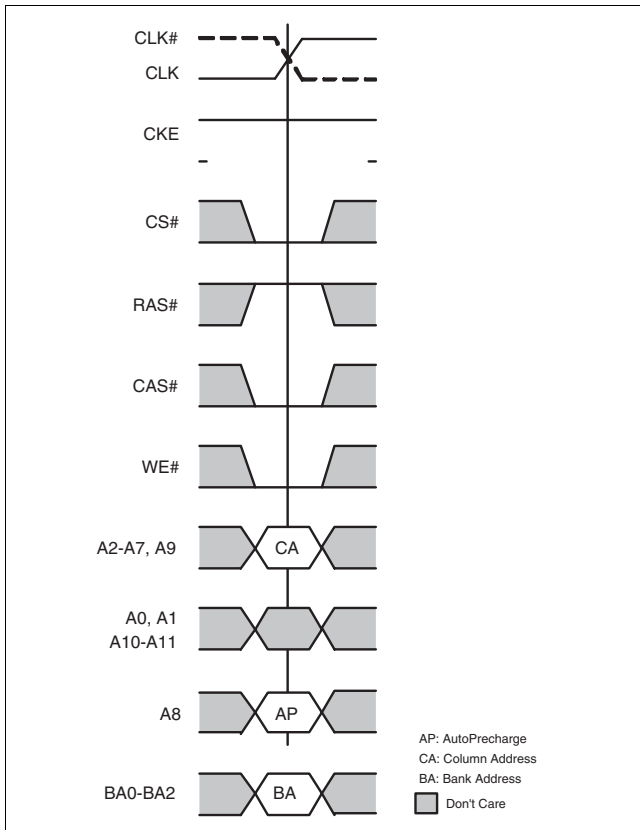 CLK#
CLK
CKE
CS#
RAS#
CAS#
WE#
A2-A7, A9
CA
A0, A1
A10-A11
A8
AP
BA0-BA2
BA
AP: AutoPrecharge
CA: Column Address
BA: Bank Address
Don't Care